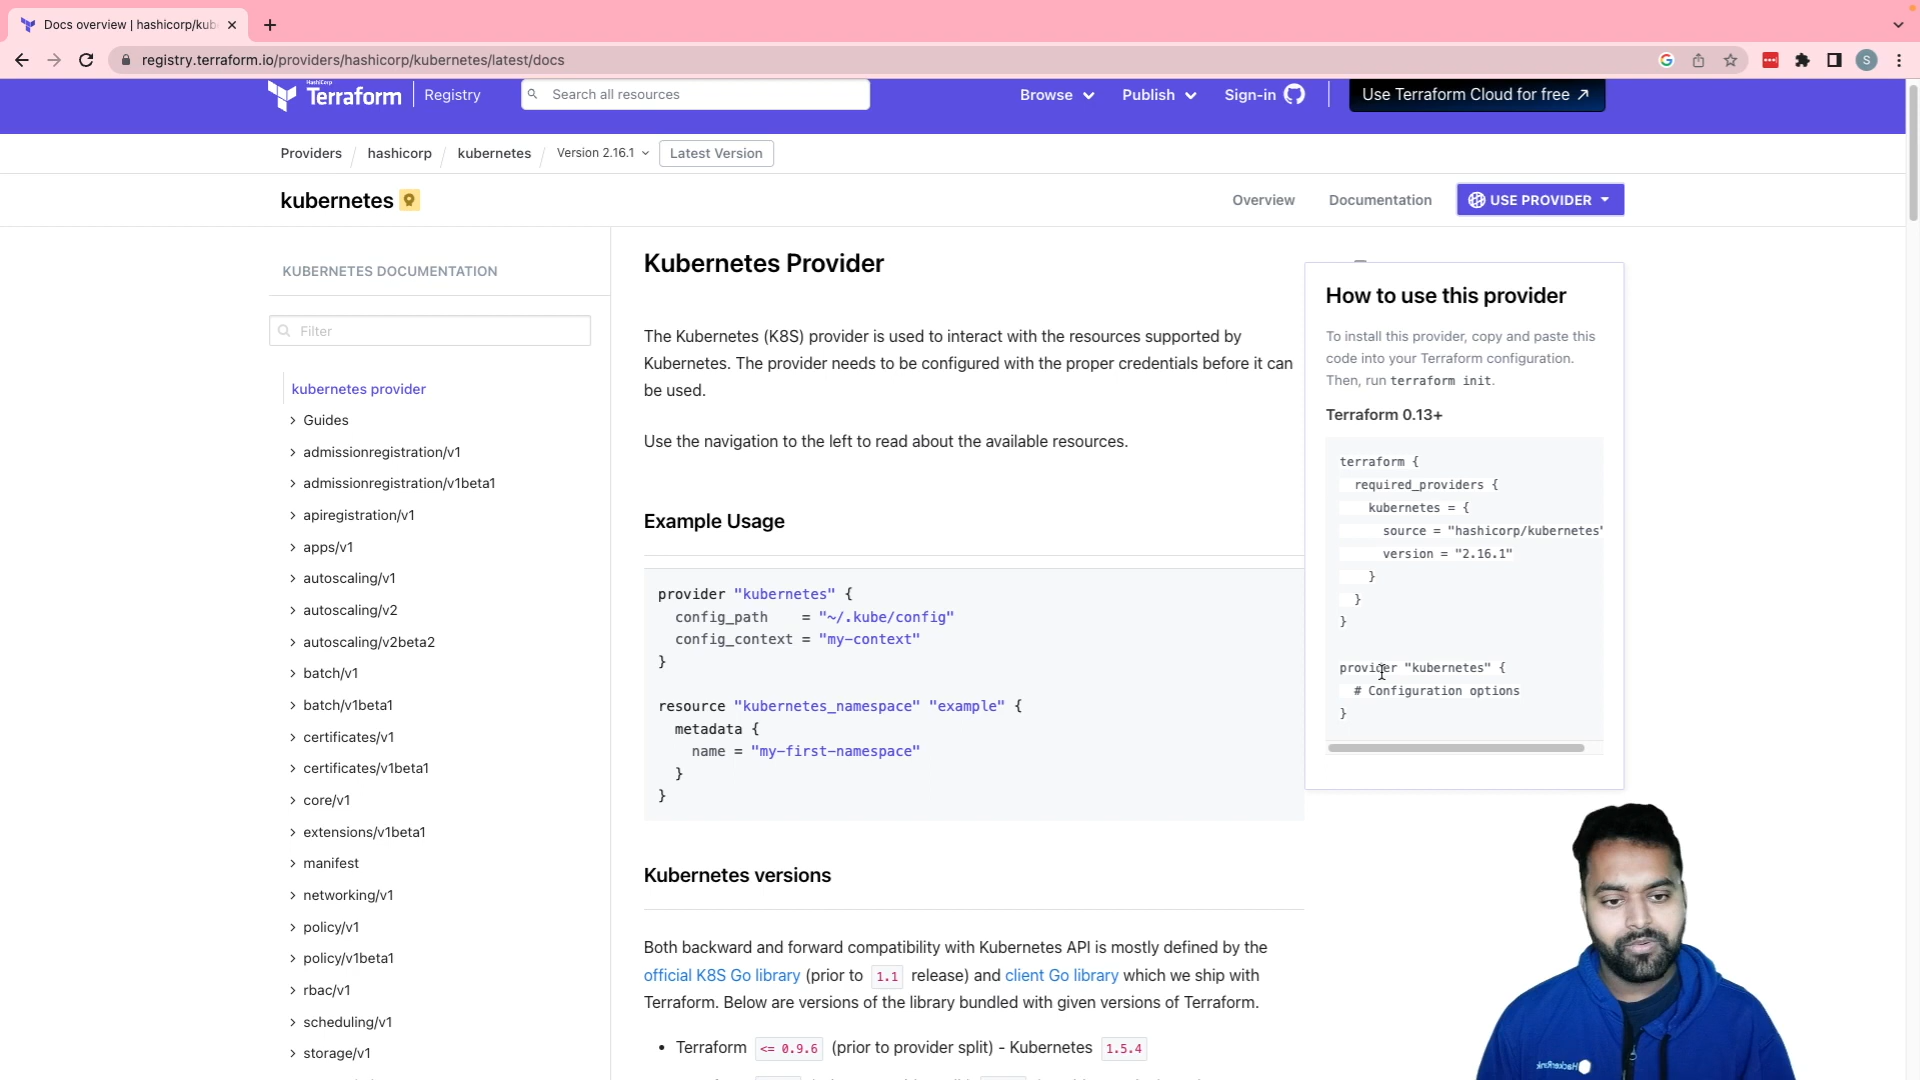 Docs overview | hashicorp/kub
registry.terraform.io/providers/hashicorp/kubernetes/latest/docs
S
HashiCorp
Terraform
Registry
Search all resources
Browse
Publish
Sign-in
Use Terraform Cloud for free ↗
Providers / hashicorp / kubernetes / Version 2.16.1
Latest Version
kubernetes
Overview
Documentation
USE PROVIDER
KUBERNETES DOCUMENTATION
Filter
kubernetes provider
Guides
admissionregistration/v1
admissionregistration/v1beta1
apiregistration/v1
apps/v1
autoscaling/v1
autoscaling/v2
autoscaling/v2beta2
batch/v1
batch/v1beta1
certificates/v1
certificates/v1beta1
core/v1
extensions/v1beta1
manifest
networking/v1
policy/v1
policy/v1beta1
rbac/v1
scheduling/v1
storage/v1
Kubernetes Provider
The Kubernetes (K8S) provider is used to interact with the resources supported by
Kubernetes. The provider needs to be configured with the proper credentials before it can
be used.
Use the navigation to the left to read about the available resources.
Example Usage
provider "kubernetes" {
  config_path    = "~/.kube/config"
  config_context = "my-context"
}
resource "kubernetes_namespace" "example" {
  metadata {
    name = "my-first-namespace"
  }
}
Kubernetes versions
Both backward and forward compatibility with Kubernetes API is mostly defined by the
official K8S Go library (prior to 1.1 release) and client Go library which we ship with
Terraform. Below are versions of the library bundled with given versions of Terraform.
• Terraform <= 0.9.6 (prior to provider split) - Kubernetes 1.5.4
How to use this provider
To install this provider, copy and paste this
code into your Terraform configuration.
Then, run terraform init.
Terraform 0.13+
terraform {
  required_providers {
    kubernetes = {
      source = "hashicorp/kubernetes"
      version = "2.16.1"
    }
  }
}
provider "kubernetes" {
  # Configuration options
}
HackerRank